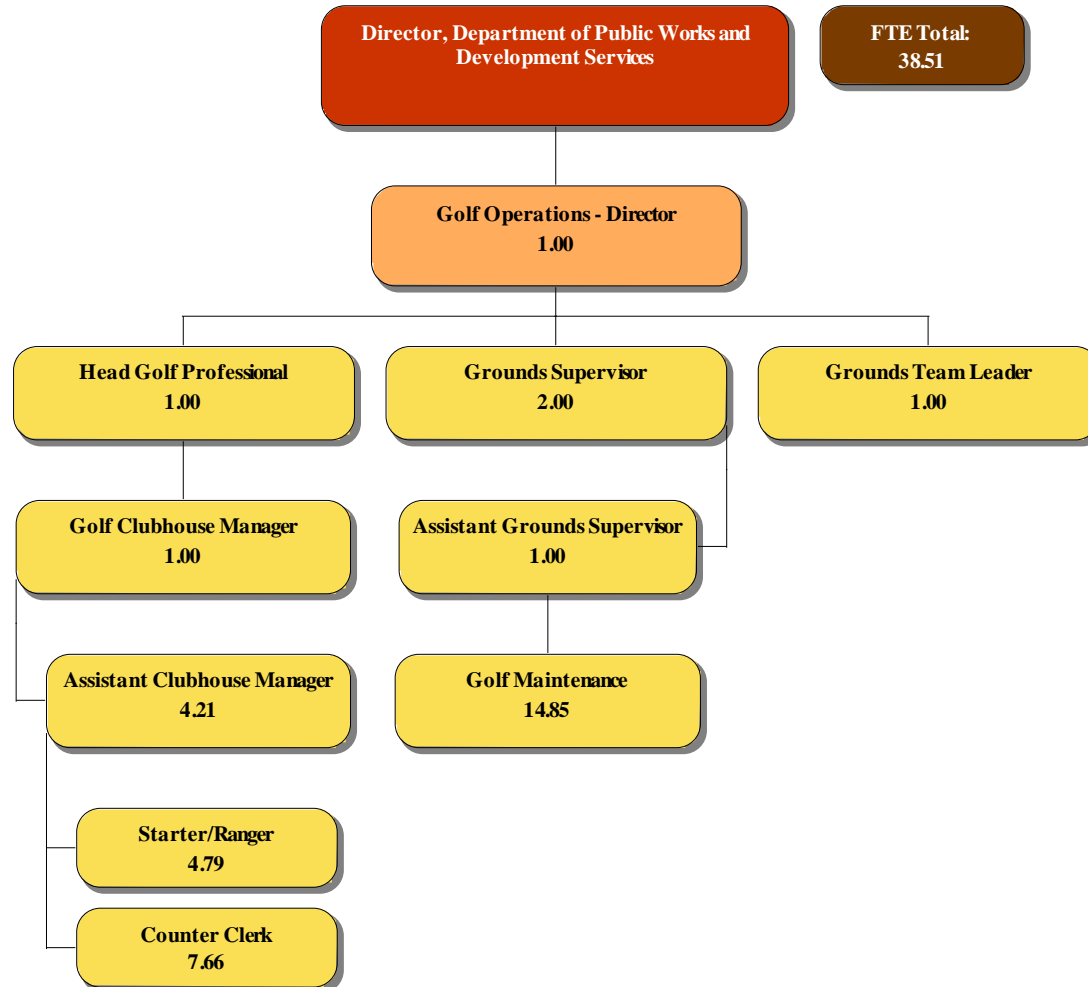 Director, Department of Public Works and
Development Services
FTE Total:
38.51
Golf Operations - Director
1.00
Head Golf Professional
1.00
Grounds Supervisor
2.00
Grounds Team Leader
1.00
Golf Clubhouse Manager
1.00
Assistant Grounds Supervisor
1.00
Assistant Clubhouse Manager
4.21
Golf Maintenance
14.85
Starter/Ranger
4.79
Counter Clerk
7.66